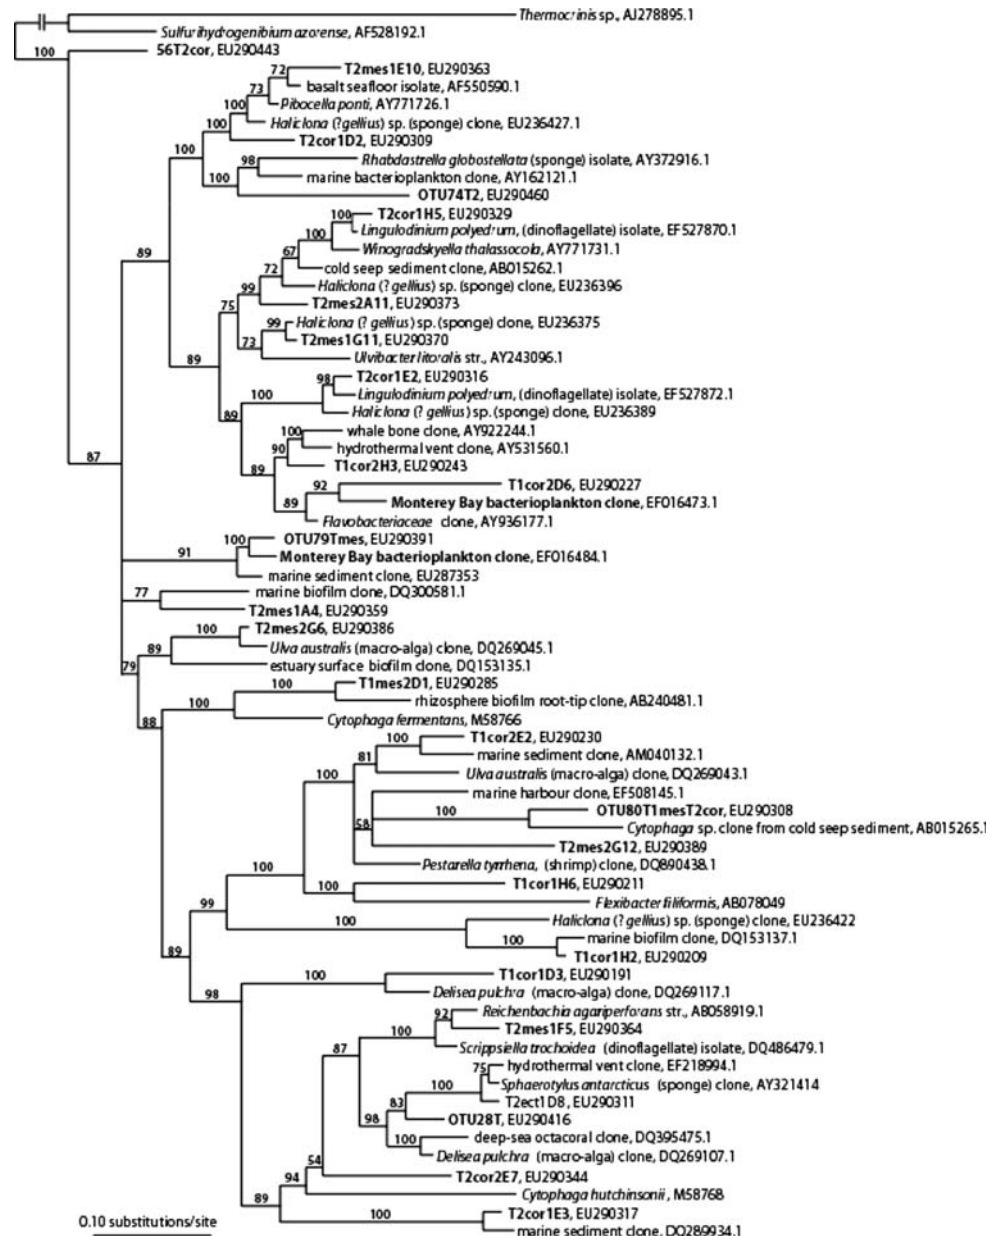 Thermocrinis sp., AJ278895.1
Sulfurihydrogenibium azorense, AF528192.1
100
56T2cor, EU290443
72 T2mes1E10, EU290363
73 basalt seafloor isolate, AF550590.1
100 Pibocella ponti, AY771726.1
100 Haliclona (?gellius) sp. (sponge) clone, EU236427.1
T2cor1D2, EU290309
100
98 Rhabdastrella globostellata (sponge) isolate, AY372916.1
100 marine bacterioplankton clone, AY162121.1
OTU74T2, EU290460
100 T2cor1H5, EU290329
100 Lingulodinium polyedrum, (dinoflagellate) isolate, EF527870.1
67 Winogradskyella thalassocola, AY771731.1
89
72 cold seep sediment clone, AB015262.1
99 Haliclona (? gellius) sp. (sponge) clone, EU236396
75 T2mes2A11, EU290373
99 Haliclona (? gellius) sp. (sponge) clone, EU236375
73 T2mes1G11, EU290370
89 Ulvibacter litoralis str., AY243096.1
98 T2cor1E2, EU290316
100 Lingulodinium polyedrum, (dinoflagellate) isolate, EF527872.1
89 Haliclona (? gellius) sp. (sponge) clone, EU236389
100 whale bone clone, AY922244.1
90 hydrothermal vent clone, AY531560.1
87 89 T1cor2H3, EU290243
92 T1cor2D6, EU290227
89 Monterey Bay bacterioplankton clone, EF016473.1
Flavobacteriaceae clone, AY936177.1
100 OTU79Tmes, EU290391
91 Monterey Bay bacterioplankton clone, EF016484.1
marine sediment clone, EU287353
77 marine biofilm clone, DQ300581.1
T2mes1A4, EU290359
100 T2mes2G6, EU290386
89 Ulva australis (macro-alga) clone, DQ269045.1
79 estuary surface biofilm clone, DQ153135.1
100 T1mes2D1, EU290285
100 rhizosphere biofilm root-tip clone, AB240481.1
88 Cytophaga fermentans, M58766
100 T1cor2E2, EU290230
81 marine sediment clone, AM040132.1
100 Ulva australis (macro-alga) clone, DQ269043.1
marine harbour clone, EF508145.1
100 OTU80T1mesT2cor, EU290308
58 Cytophaga sp. clone from cold seep sediment, AB015265.1
T2mes2G12, EU290389
100 Pestarella tyrrhena, (shrimp) clone, DQ890438.1
100 T1cor1H6, EU290211
99 Flexibacter filiformis, AB078049
100 Haliclona (? gellius) sp. (sponge) clone, EU236422
100 marine biofilm clone, DQ153137.1
89 T1cor1H2, EU290209
100 T1cor1D3, EU290191
98 Delisea pulchra (macro-alga) clone, DQ269117.1
92 Reichenbachia agariperforans str., AB058919.1
100 T2mes1F5, EU290364
87 Scrippsiella trochoidea (dinoflagellate) isolate, DQ486479.1
75 hydrothermal vent clone, EF218994.1
100 Sphaerotylus antarcticus (sponge) clone, AY321414
83 T2ect1D8, EU290311
98 OTU28T, EU290416
100 deep-sea octacoral clone, DQ395475.1
54 Delisea pulchra (macro-alga) clone, DQ269107.1
94 T2cor2E7, EU290344
89 Cytophaga hutchinsonii, M58768
100 T2cor1E3, EU290317
0.10 substitutions/site
marine sediment clone, DQ289934.1